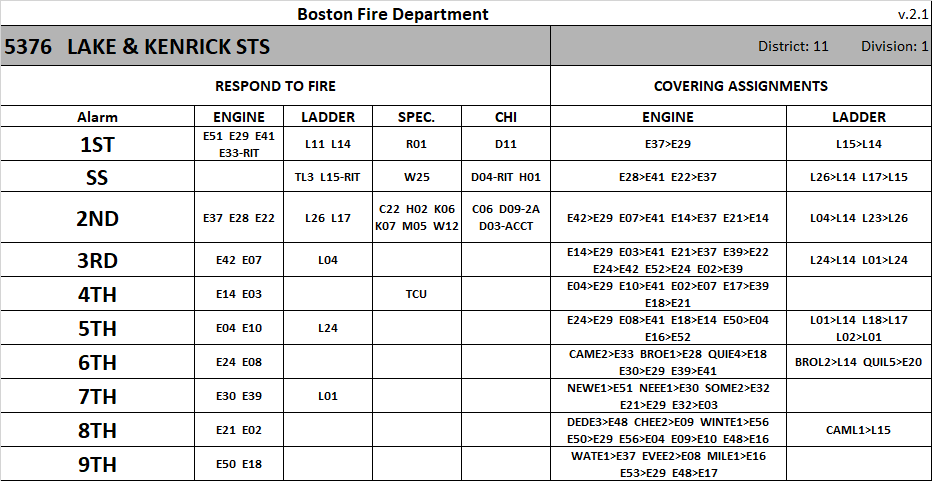 Boston Fire Department v.2.1
5376 LAKE & KENRICK STS District: 11 Division: 1
RESPOND TO FIRE COVERING ASSIGNMENTS
Alarm ENGINE LADDER SPEC. CHI ENGINE LADDER
1ST E51 E29 E41 E33-RIT L11 L14 R01 D11 E37>E29 L15>L14
SS TL3 L15-RIT W25 D04-RIT H01 E28>E41 E22>E37 L26>L14 L17>L15
2ND E37 E28 E22 L26 L17 C22 H02 K06 K07 M05 W12 C06 D09-2A D03-ACCT E42>E29 E07>E41 E14>E37 E21>E14 L04>L14 L23>L26
3RD E42 E07 L04 E14>E29 E03>E41 E21>E37 E39>E22 E24>E42 E52>E24 E02>E39 L24>L14 L01>L24
4TH E14 E03 TCU E04>E29 E10>E41 E02>E07 E17>E39 E18>E21
5TH E04 E10 L24 E24>E29 E08>E41 E18>E14 E50>E04 E16>E52 L01>L14 L18>L17 L02>L01
6TH E24 E08 CAME2>E33 BROE1>E28 QUIE4>E18 E30>E29 E39>E41 BROL2>L14 QUIL5>E20
7TH E30 E39 L01 NEWE1>E51 NEEE1>E30 SOME2>E32 E21>E29 E32>E03
8TH E21 E02 DEDE3>E48 CHEE2>E09 WINTE1>E56 E50>E29 E56>E04 E09>E10 E48>E16 CAML1>L15
9TH E50 E18 WATE1>E37 EVEE2>E08 MILE1>E16 E53>E29 E48>E17